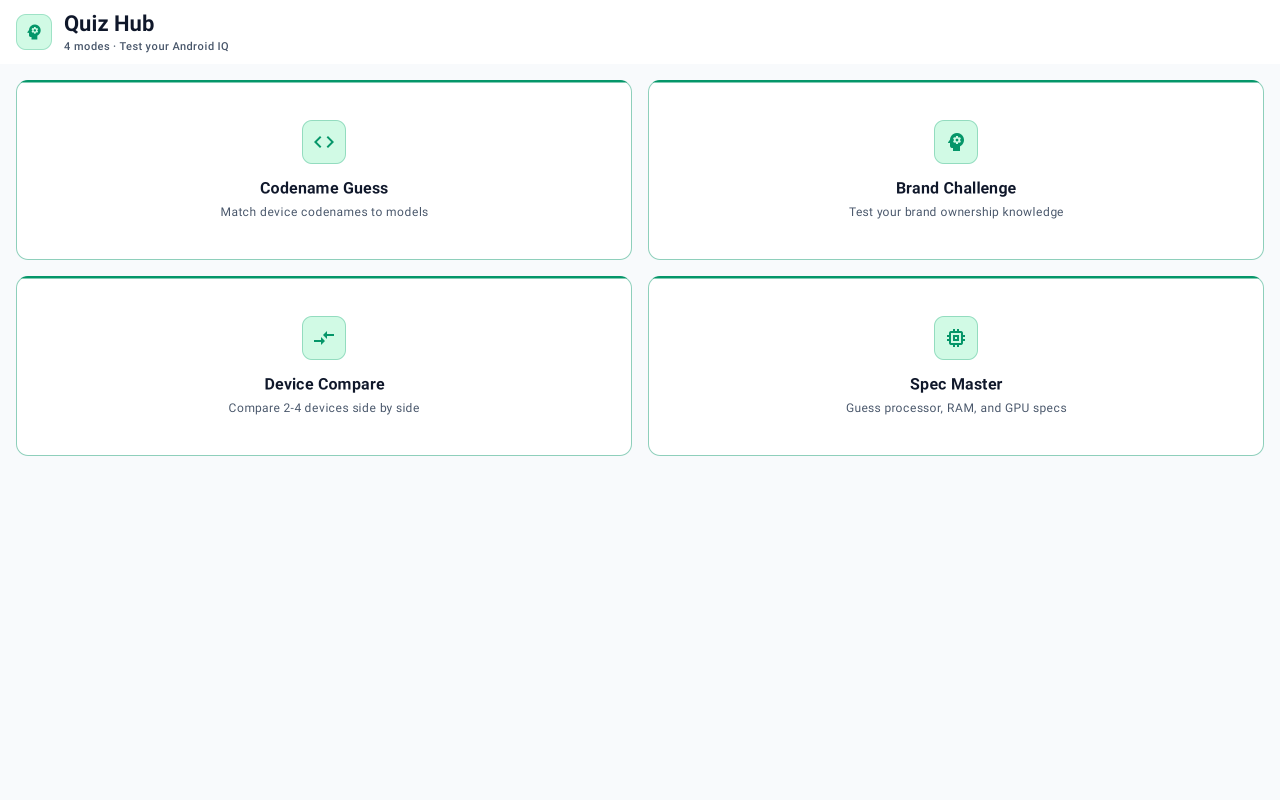 Quiz Hub
4 modes · Test your Android IQ
Codename Guess
Match device codenames to models
Brand Challenge
Test your brand ownership knowledge
Device Compare
Compare 2-4 devices side by side
Spec Master
Guess processor, RAM, and GPU specs